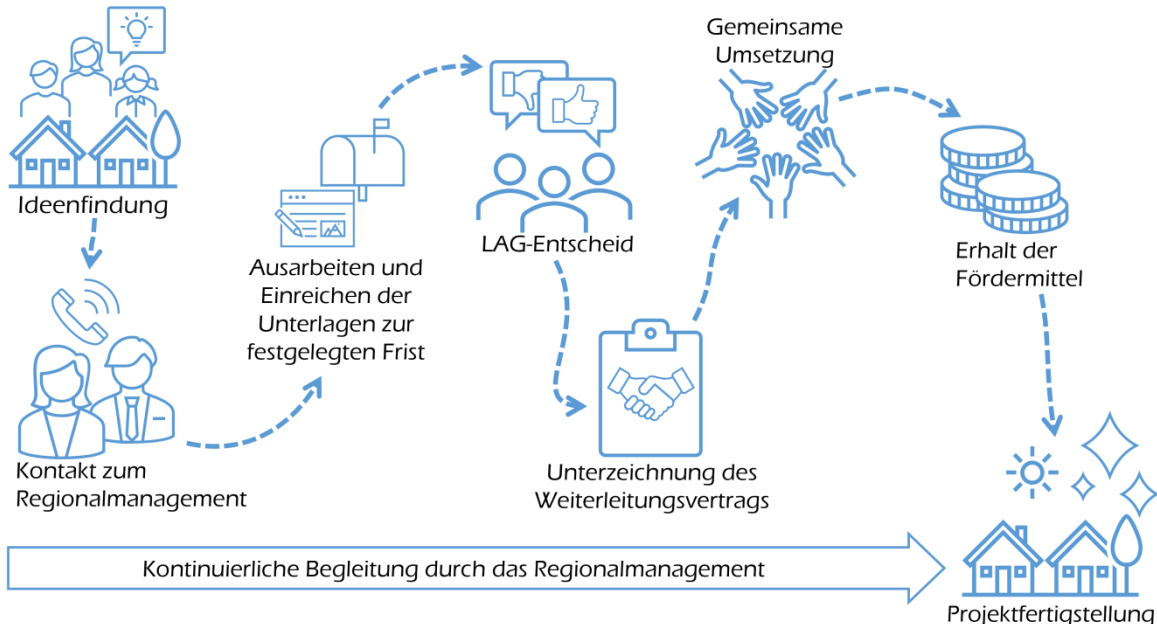 Ideenfindung
Kontakt zum
Regionalmanagement
Ausarbeiten und
Einreichen der
Unterlagen zur
festgelegten Frist
LAG-Entscheid
Unterzeichnung des
Weiterleitungsvertrags
Gemeinsame
Umsetzung
Erhalt der
Fördermittel
Projektfertigstellung
Kontinuierliche Begleitung durch das Regionalmanagement